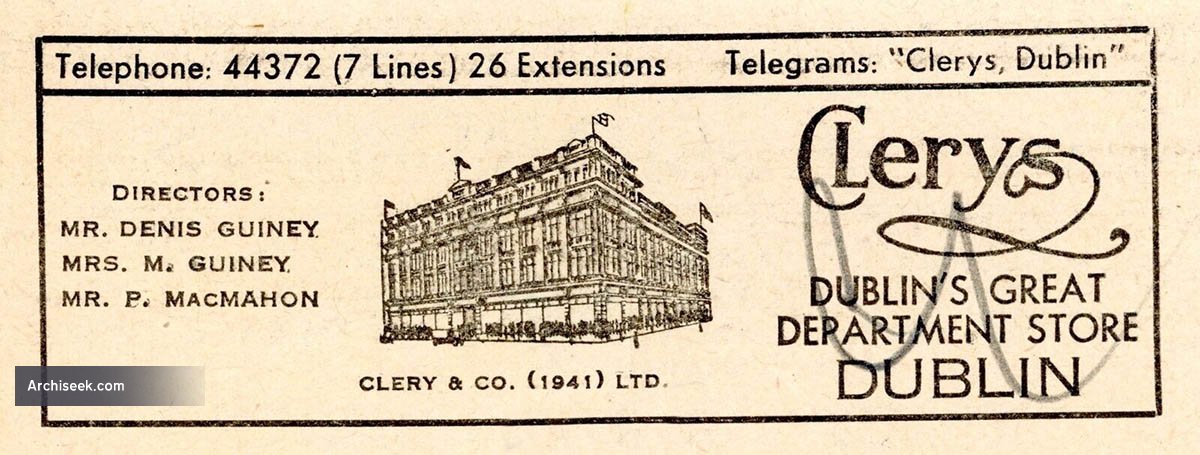 Telephone: 44372 (7 Lines) 26 Extensions Telegrams: "Clerys, Dublin"
DIRECTORS:
MR. DENIS GUINEY
MRS. M. GUINEY
MR. P. MACMAHON
CLERY & CO. (1941) LTD.
Clerys
DUBLIN'S GREAT
DEPARTMENT STORE
DUBLIN
Archiseek.com